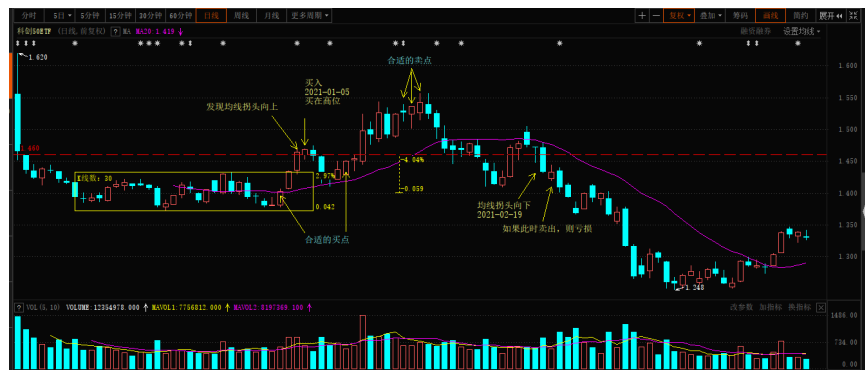 分时 5日 5分钟 15分钟 30分钟 60分钟 日线 周线 月线 更多周期 复权 叠加 筹码 画线 简约 展开
科创50ETF (日线,前复权) ? MA MA20:1.419 融资融券 设置均线
1.620
合适的卖点
买入
2021-01-05
买在高位
发现均线拐头向上
1.600
1.550
1.500
1.450
1.400
1.350
1.300
K线数:30
2.97%
0.042
-4.04%
-0.059
合适的买点
均线拐头向下
2021-02-19
如果此时卖出,则亏损
1.248
? VOL(5,10) VOLUME:12354978.000 MAVOL1:7756812.000 MAVOL2:8197369.100 改参数 加指标 换指标
1486.00
734.00
0.00